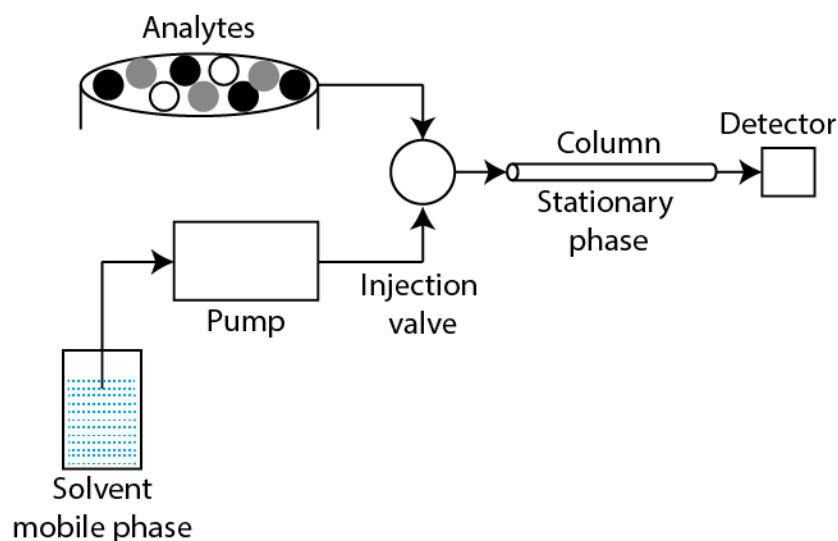 Analytes
Column
Detector
Stationary
phase
Injection
valve
Pump
Solvent
mobile phase